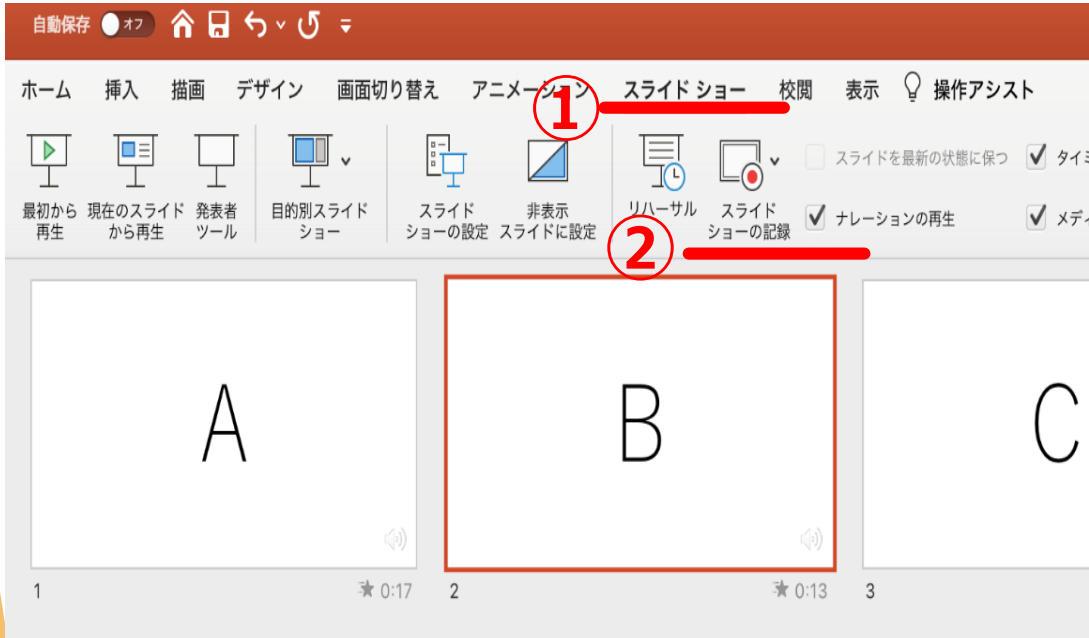 自動保存 オフ
ホーム 挿入 描画 デザイン 画面切り替え アニメーション スライド ショー 校閲 表示 操作アシスト
①
最初から
再生
現在のスライド
から再生
発表者
ツール
目的別スライド
ショー
スライド
ショーの設定
非表示
スライドに設定
リハーサル
スライド
ショーの記録
スライドを最新の状態に保つ
ナレーションの再生
②
A
B
C
1 0:17
2 0:13
3